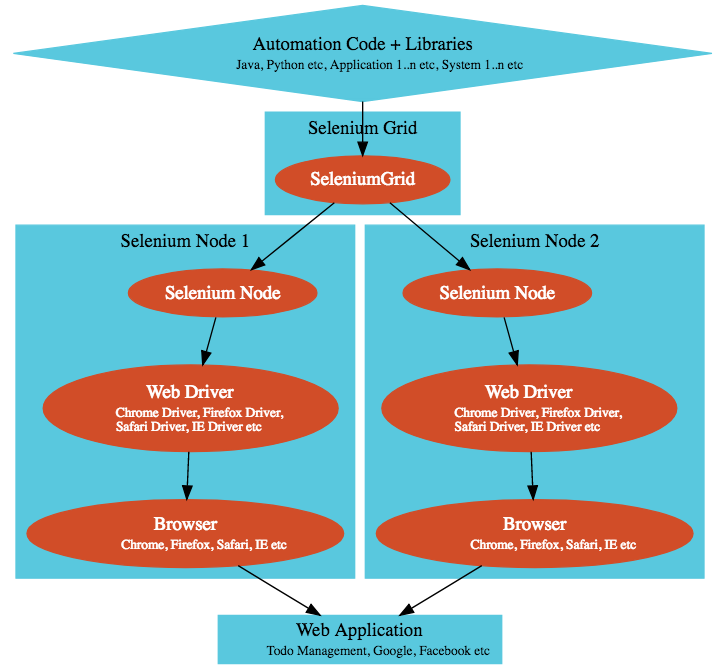 Automation Code + Libraries
Java, Python etc, Application 1..n etc, System 1..n etc
Selenium Grid
SeleniumGrid
Selenium Node 1
Selenium Node
Web Driver
Chrome Driver, Firefox Driver,
Safari Driver, IE Driver etc
Browser
Chrome, Firefox, Safari, IE etc
Selenium Node 2
Selenium Node
Web Driver
Chrome Driver, Firefox Driver,
Safari Driver, IE Driver etc
Browser
Chrome, Firefox, Safari, IE etc
Web Application
Todo Management, Google, Facebook etc